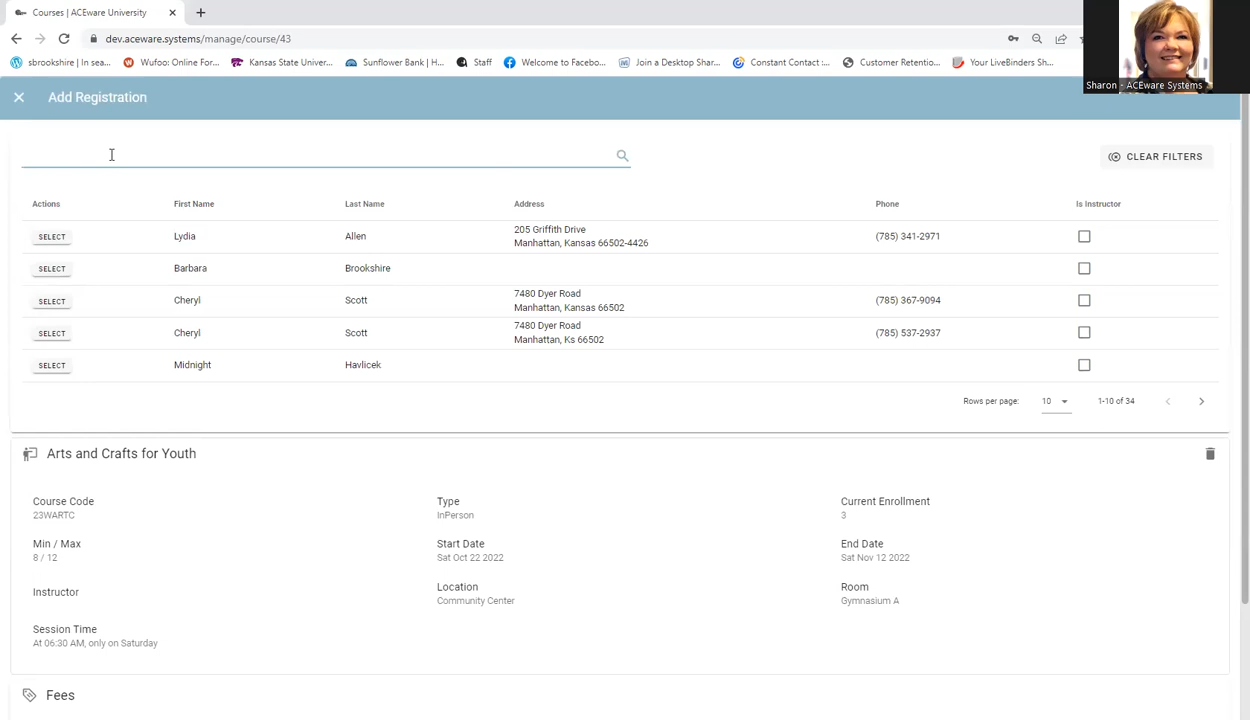 Courses | ACEware University
dev.aceware.systems/manage/course/43
sbrookshire | In sea...
Wufoo: Online For...
Kansas State Univer...
Sunflower Bank | H...
Staff
Welcome to Facebo...
Join a Desktop Shar...
Constant Contact :...
Customer Retentio...
Your LiveBinders Sh...
Sharon - ACEware Systems
Add Registration
CLEAR FILTERS
Actions First Name Last Name Address Phone Is Instructor
SELECT Lydia Allen 205 Griffith Drive (785) 341-2971
Manhattan, Kansas 66502-4426
SELECT Barbara Brookshire
SELECT Cheryl Scott 7480 Dyer Road (785) 367-9094
Manhattan, Kansas 66502
SELECT Cheryl Scott 7480 Dyer Road (785) 537-2937
Manhattan, Ks 66502
SELECT Midnight Havlicek
Rows per page: 10 1-10 of 34
Arts and Crafts for Youth
Course Code Type Current Enrollment
23WARTC InPerson 3
Min / Max Start Date End Date
8 / 12 Sat Oct 22 2022 Sat Nov 12 2022
Instructor Location Room
Community Center Gymnasium A
Session Time
At 06:30 AM, only on Saturday
Fees